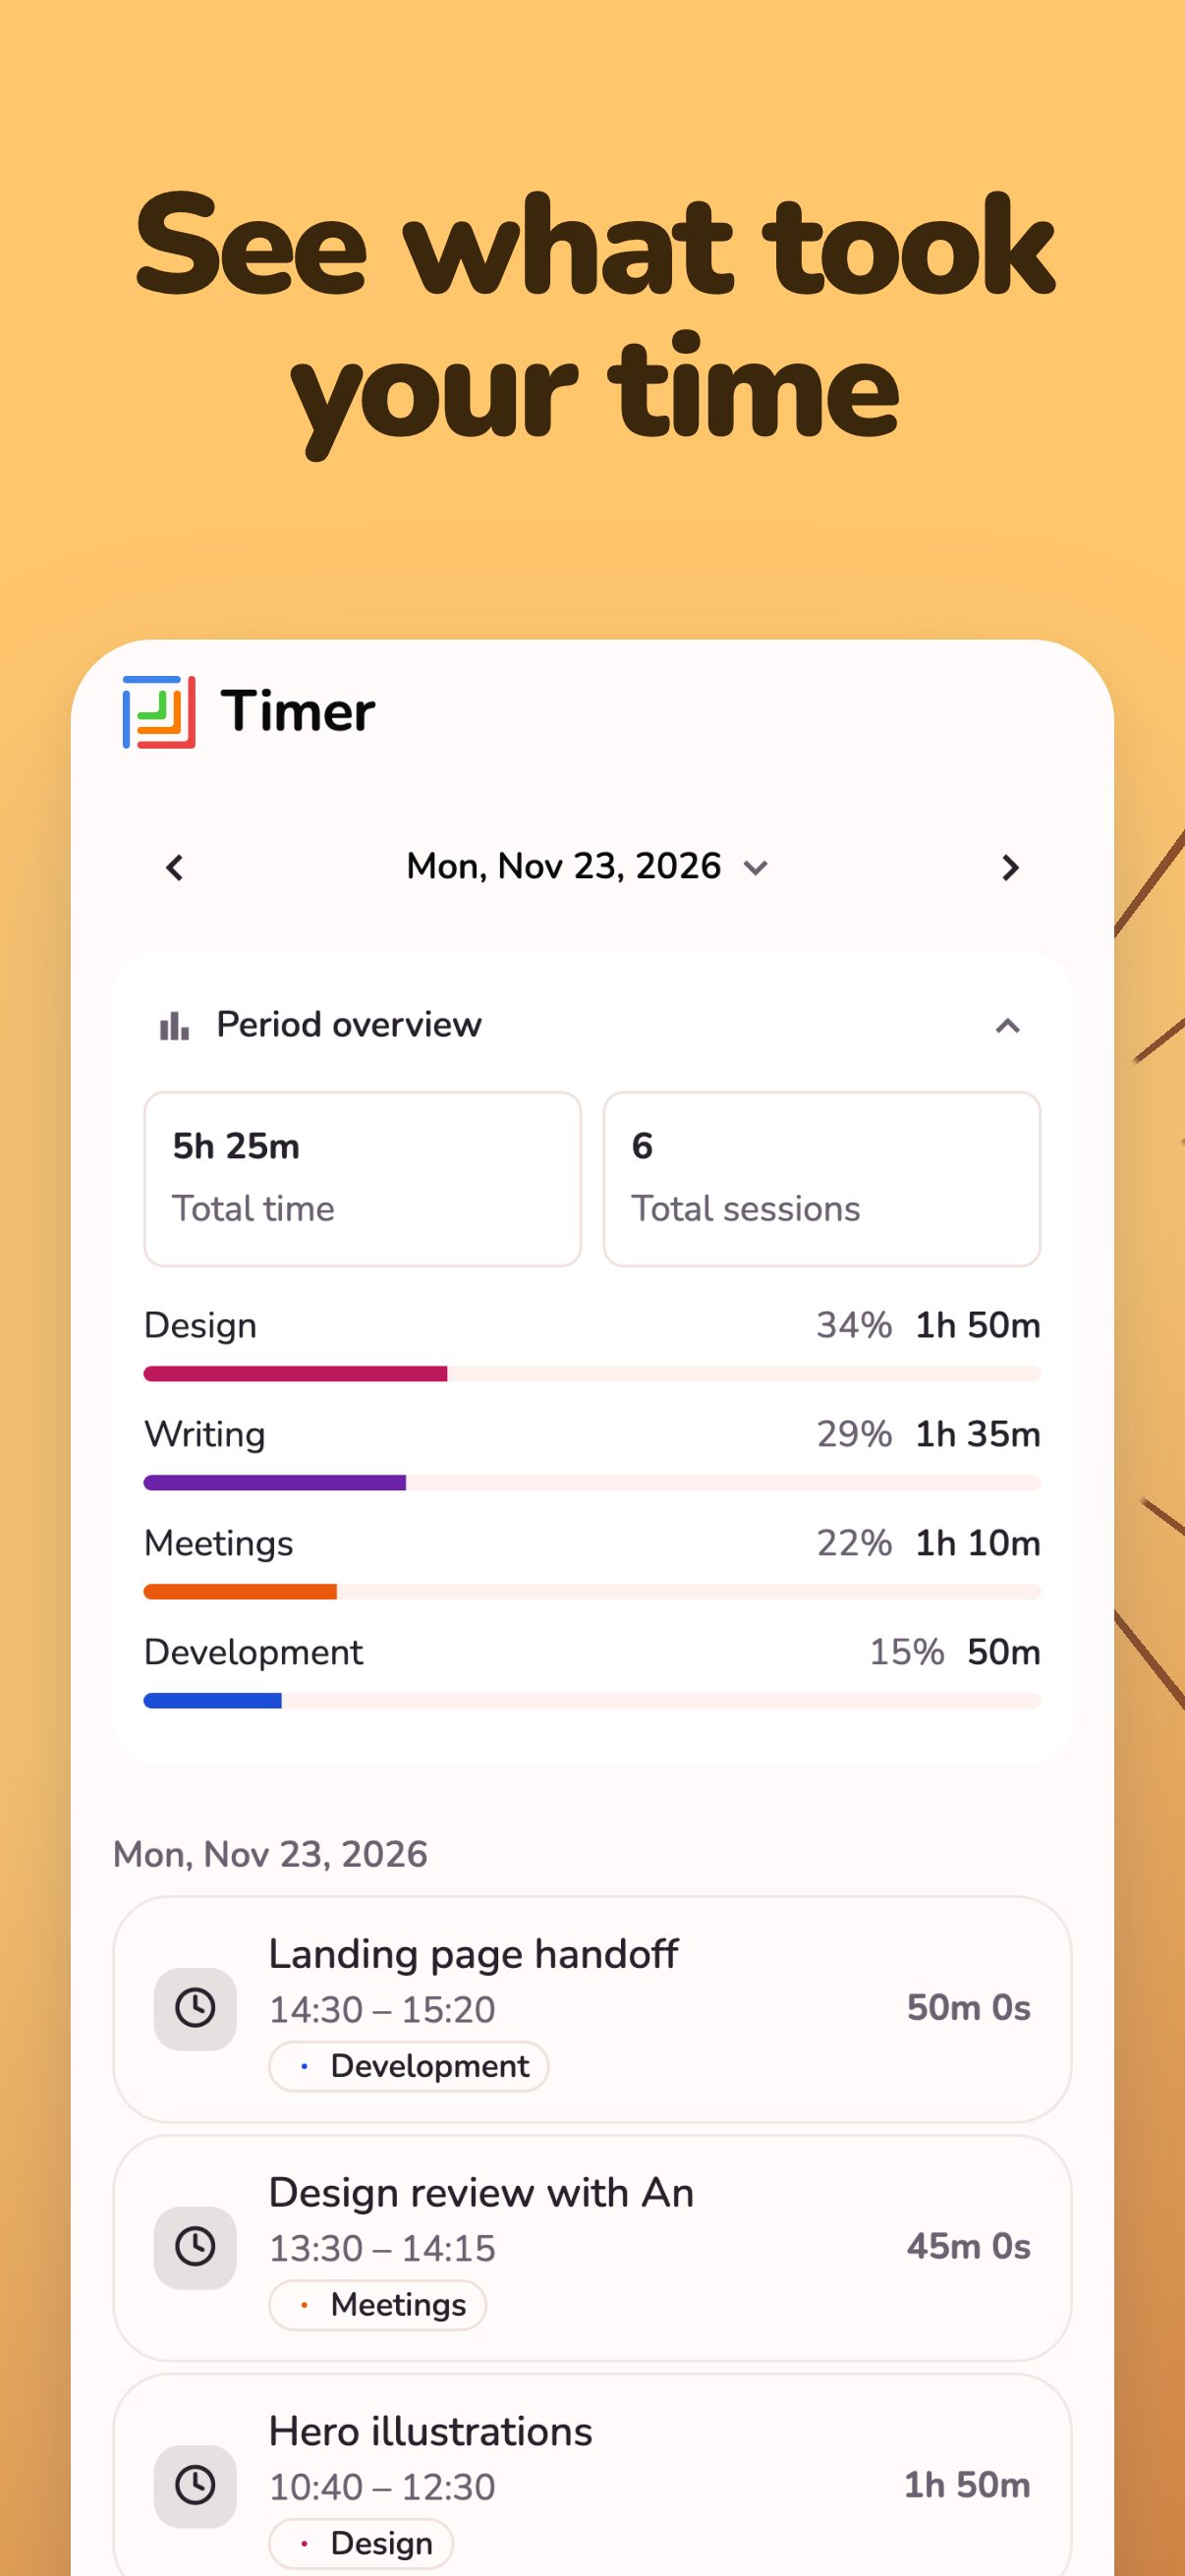 See what took
your time
Timer
Mon, Nov 23, 2026
Period overview
5h 25m
Total time
6
Total sessions
Design 34% 1h 50m
Writing 29% 1h 35m
Meetings 22% 1h 10m
Development 15% 50m
Mon, Nov 23, 2026
Landing page handoff
14:30 – 15:20
50m 0s
Development
Design review with An
13:30 – 14:15
45m 0s
Meetings
Hero illustrations
10:40 – 12:30
1h 50m
Design